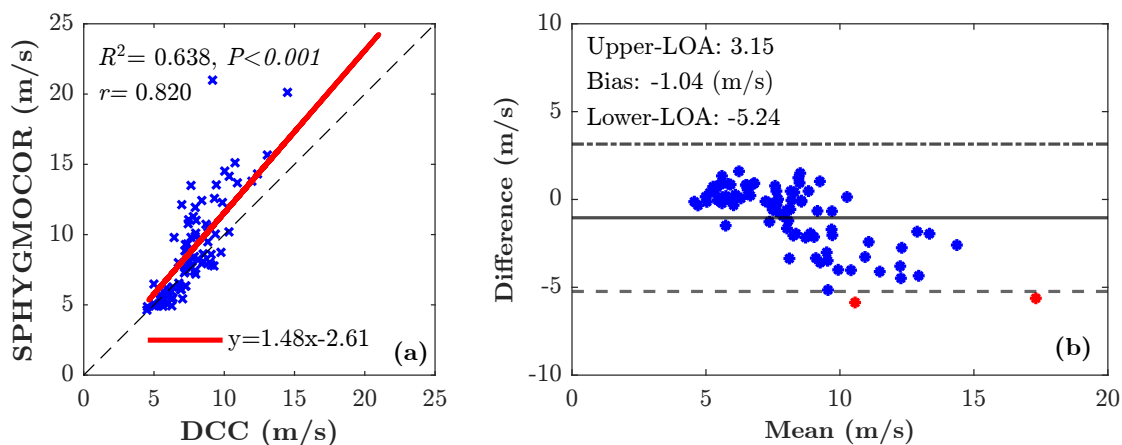 SPHYGMOCOR (m/s)
25
20
15
10
5
0
R²= 0.638, P<0.001
r= 0.820
y=1.48x-2.61
(a)
0 5 10 15 20 25
DCC (m/s)
Difference (m/s)
10
5
0
-5
-10
Upper-LOA: 3.15
Bias: -1.04 (m/s)
Lower-LOA: -5.24
(b)
0 5 10 15 20
Mean (m/s)